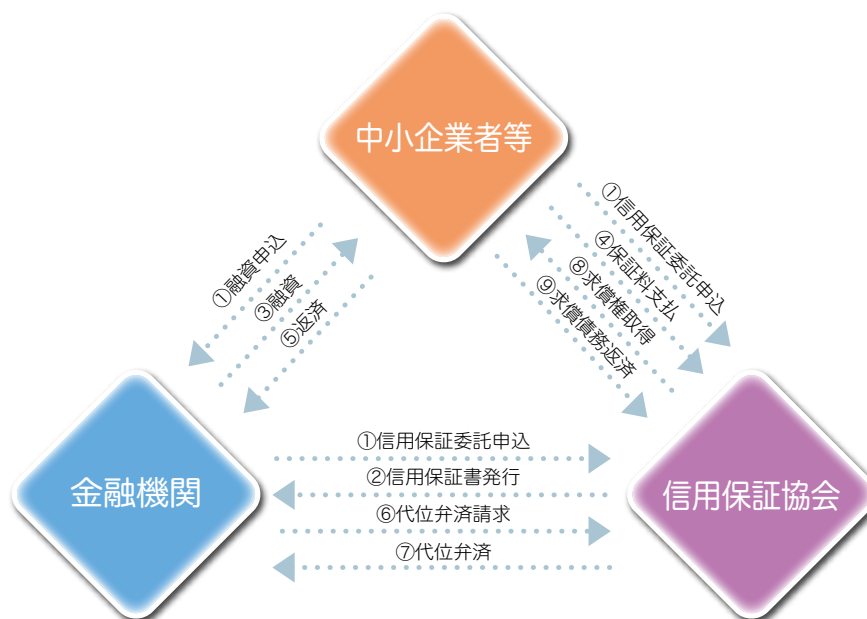 中小企業者等
①融資申込
③融資
⑤返済
①信用保証委託申込
④保証料支払
⑧求償権取得
⑨求償債務返済
金融機関
①信用保証委託申込
②信用保証書発行
⑥代位弁済請求
⑦代位弁済
信用保証協会